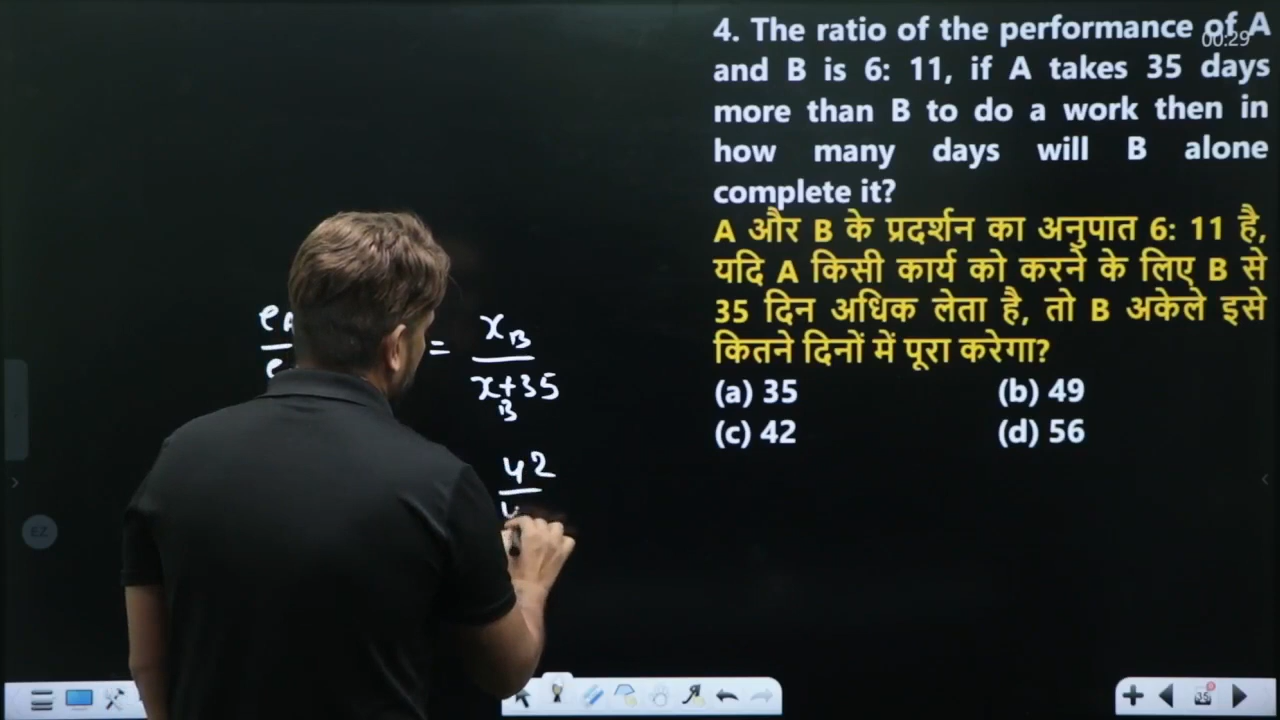 4. The ratio of the performance of A
00:29
and B is 6: 11, if A takes 35 days
more than B to do a work then in
how many days will B alone
complete it?
A और B के प्रदर्शन का अनुपात 6: 11 है,
यदि A किसी कार्य को करने के लिए B से
35 दिन अधिक लेता है, तो B अकेले इसे
कितने दिनों में पूरा करेगा?
(a) 35 (b) 49
(c) 42 (d) 56
e = x B
e x+35
B
42
EZ
35